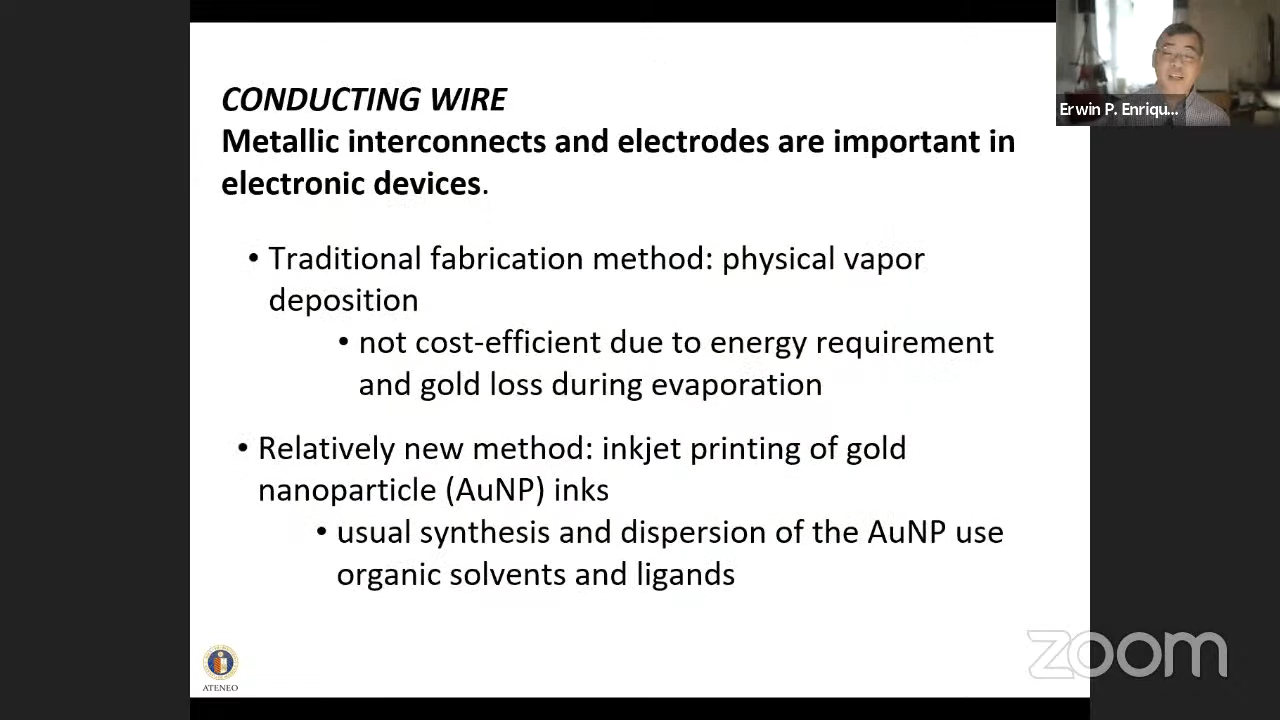 CONDUCTING WIRE
Metallic interconnects and electrodes are important in
electronic devices.
• Traditional fabrication method: physical vapor
deposition
• not cost-efficient due to energy requirement
and gold loss during evaporation
• Relatively new method: inkjet printing of gold
nanoparticle (AuNP) inks
• usual synthesis and dispersion of the AuNP use
organic solvents and ligands
Erwin P. Enriqu...
ATENEO
zoom